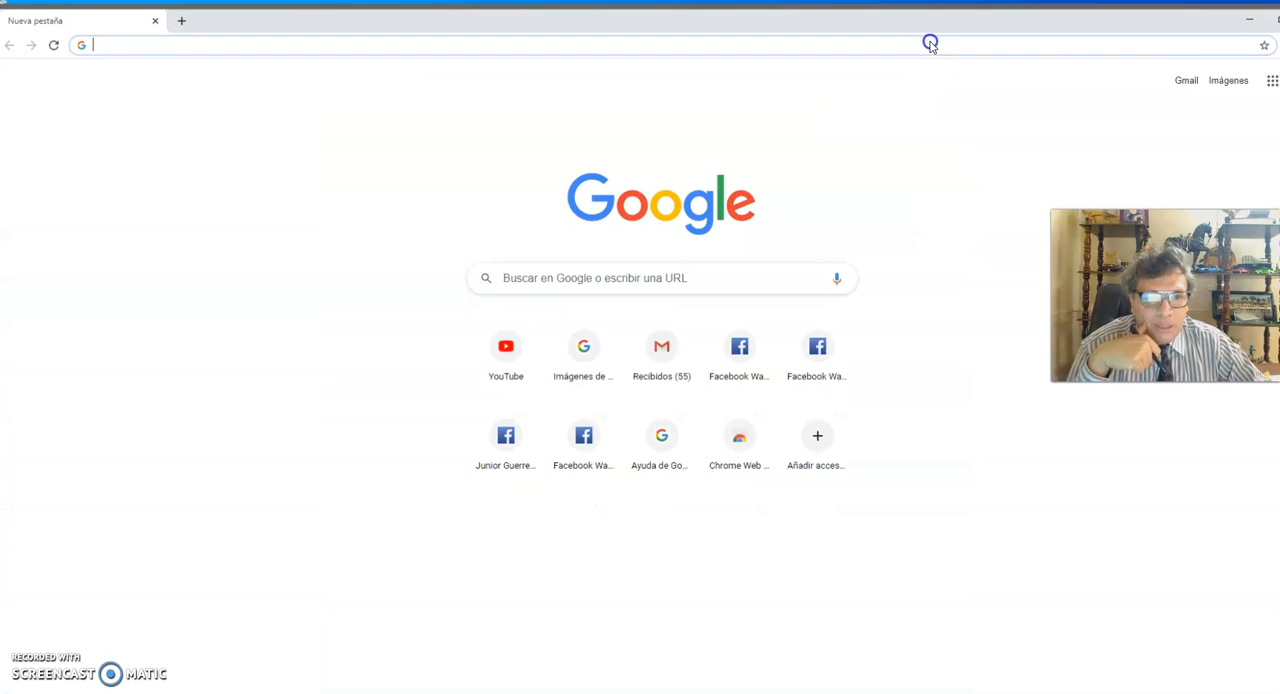 Nueva pestaña
Gmail Imágenes
Google
Buscar en Google o escribir una URL
YouTube
Imágenes de ...
Recibidos (55)
Facebook Wa...
Facebook Wa...
Junior Guerre...
Facebook Wa...
Ayuda de Go...
Chrome Web ...
Añadir acces...
RECORDED WITH
SCREENCAST MATIC